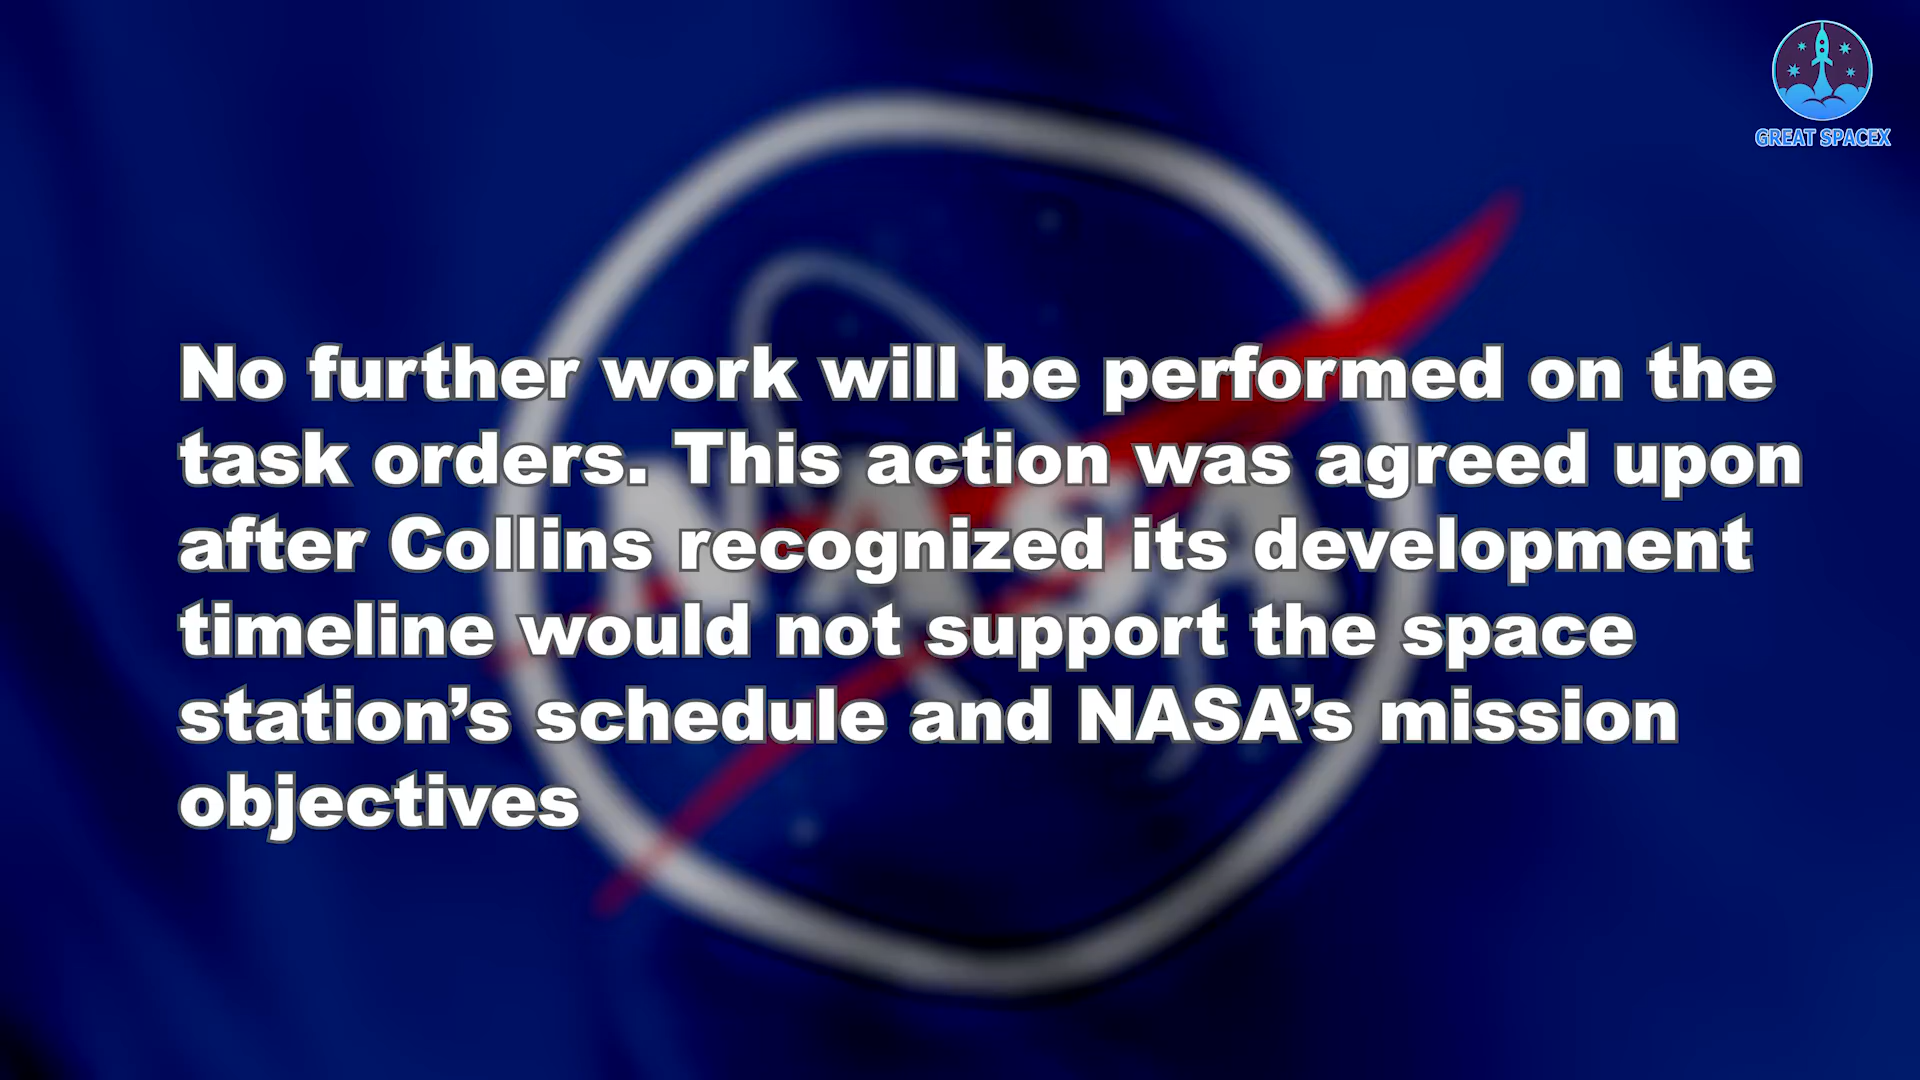 GREAT SPACEX
No further work will be performed on the
task orders. This action was agreed upon
after Collins recognized its development
timeline would not support the space
station’s schedule and NASA’s mission
objectives
NASA